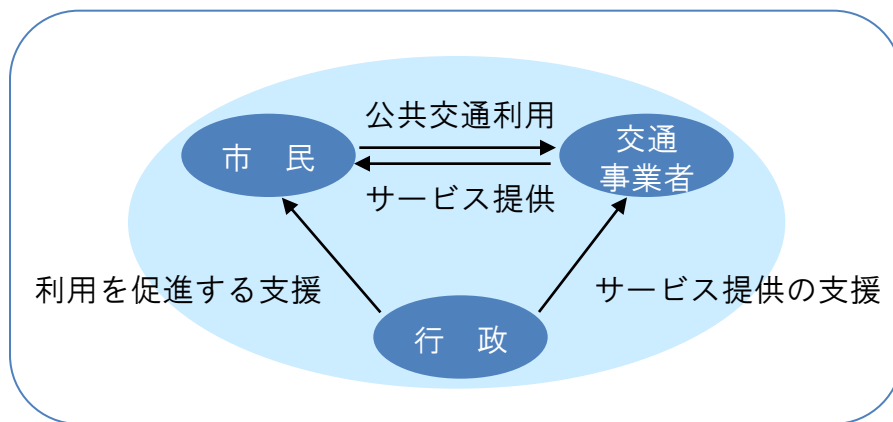 公共交通利用
市　民
交通
事業者
サービス提供
利用を促進する支援
サービス提供の支援
行　政